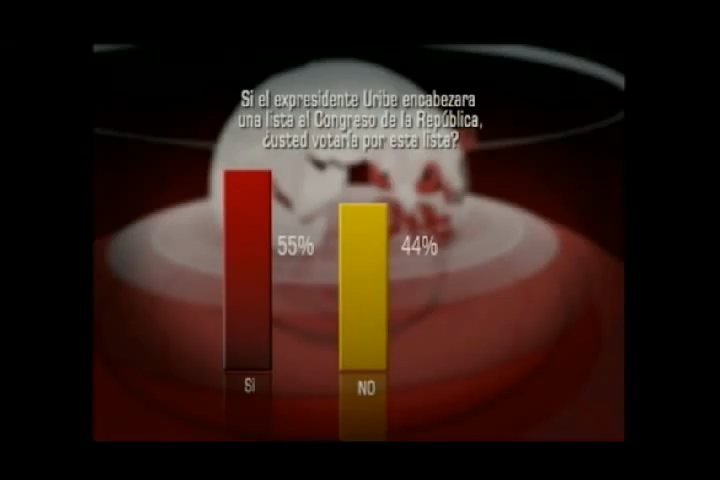 Si el expresidente Uribe encabezara
una lista al Congreso de la República,
¿usted votaría por esta lista?
55%
44%
Si
NO